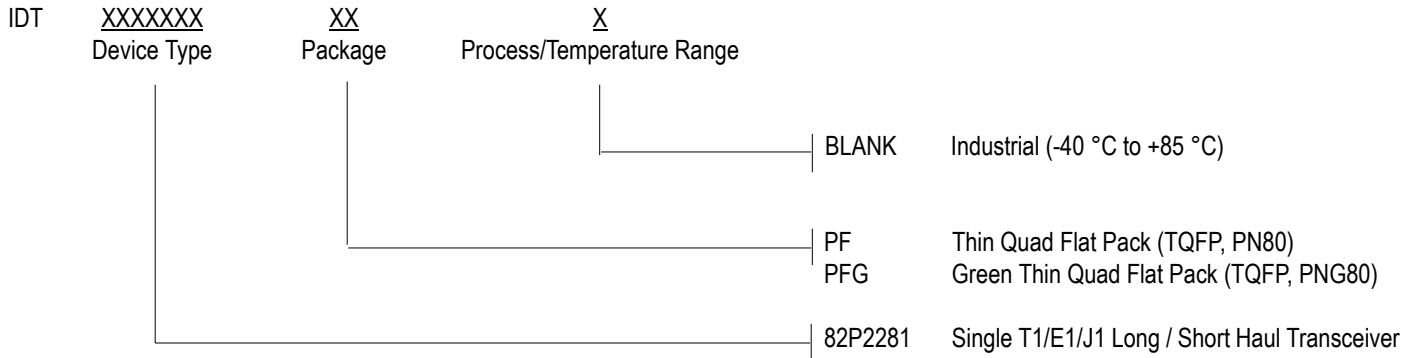 IDT XXXXXXX XX X
Device Type Package Process/Temperature Range
BLANK Industrial (-40 °C to +85 °C)
PF Thin Quad Flat Pack (TQFP, PN80)
PFG Green Thin Quad Flat Pack (TQFP, PNG80)
82P2281 Single T1/E1/J1 Long / Short Haul Transceiver